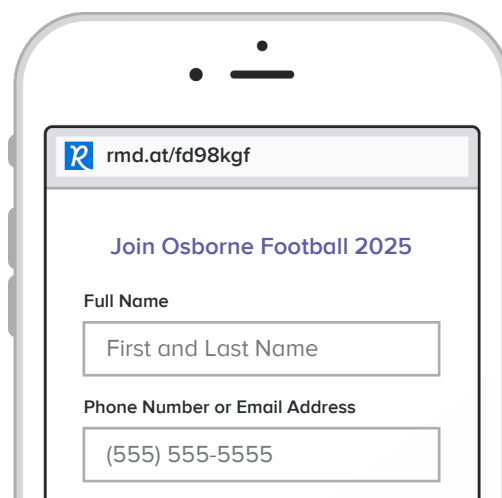 rmd.at/fd98kgf
Join Osborne Football 2025
Full Name
First and Last Name
Phone Number or Email Address
(555) 555-5555